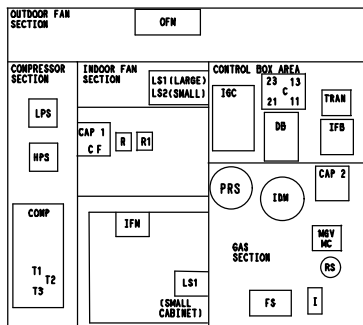 OUTDOOR FAN
SECTION
OFM
COMPRESSOR
SECTION
LPS
HPS
COMP
T1
T2
T3
INDOOR FAN
SECTION
LS1(LARGE)
LS2(SMALL)
CAP 1
C F
R
R1
IFM
LS1
(SMALL
CABINET)
CONTROL BOX AREA
IGC
23 13
C
21 11
DB
TRAN
IFB
PRS
IDM
CAP 2
GAS
SECTION
MGV
MC
RS
FS
I